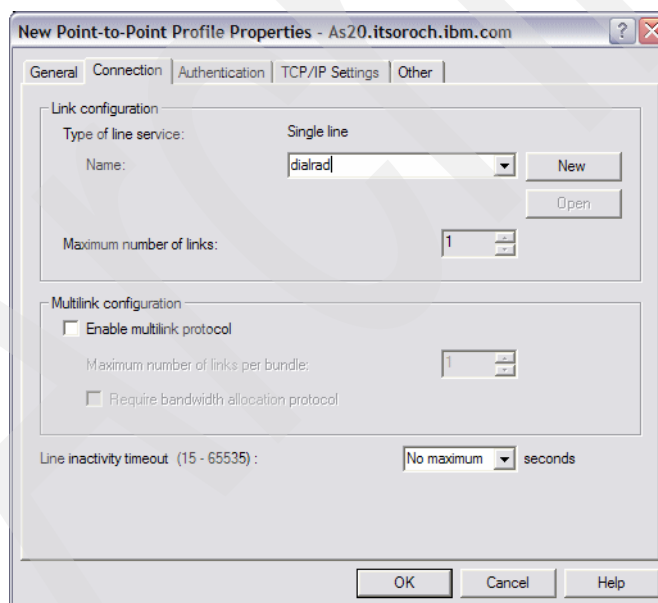 New Point-to-Point Profile Properties - As20.itsoroch.ibm.com
General Connection Authentication TCP/IP Settings Other
Link configuration
Type of line service: Single line
Name: dialrad New
Open
Maximum number of links: 1
Multilink configuration
Enable multilink protocol
Maximum number of links per bundle: 1
Require bandwidth allocation protocol
Line inactivity timeout (15 - 65535) : No maximum seconds
OK Cancel Help